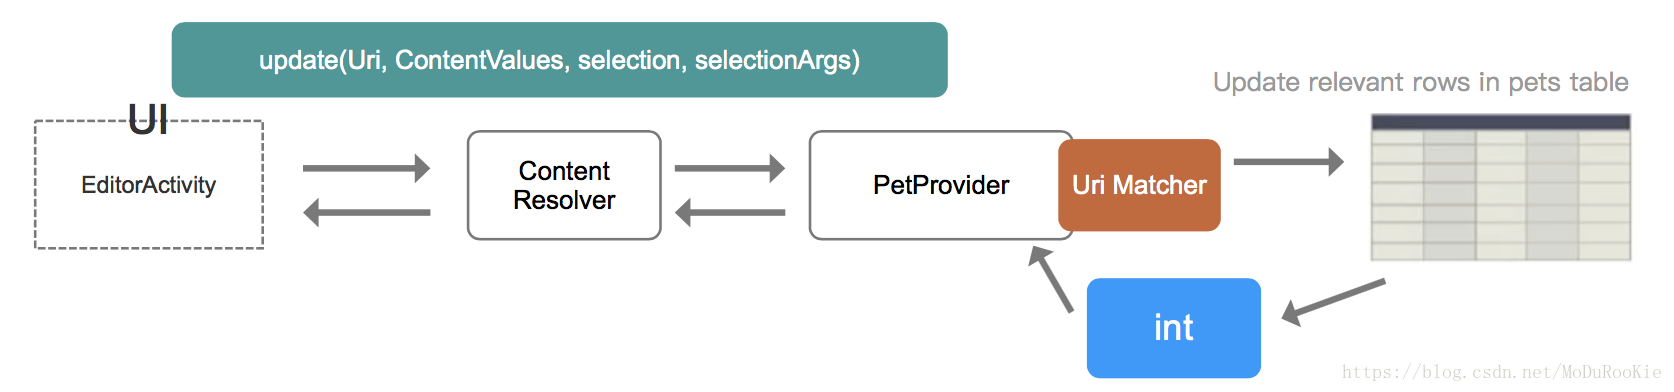 update(Uri, ContentValues, selection, selectionArgs)
Update relevant rows in pets table
UI
EditorActivity
Content
Resolver
PetProvider
Uri Matcher
int
https://blog.csdn.net/MoDuRooKie